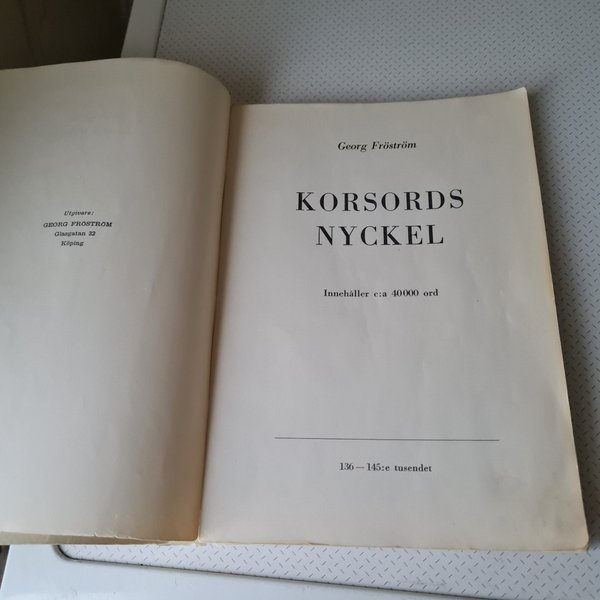 Utgivare:
GEORG FRÖSTRÖM
Glasgatan 32
Köping
Georg Fröström
KORSORDS
NYCKEL
Innehåller c:a 40000 ord
136—145:e tusendet